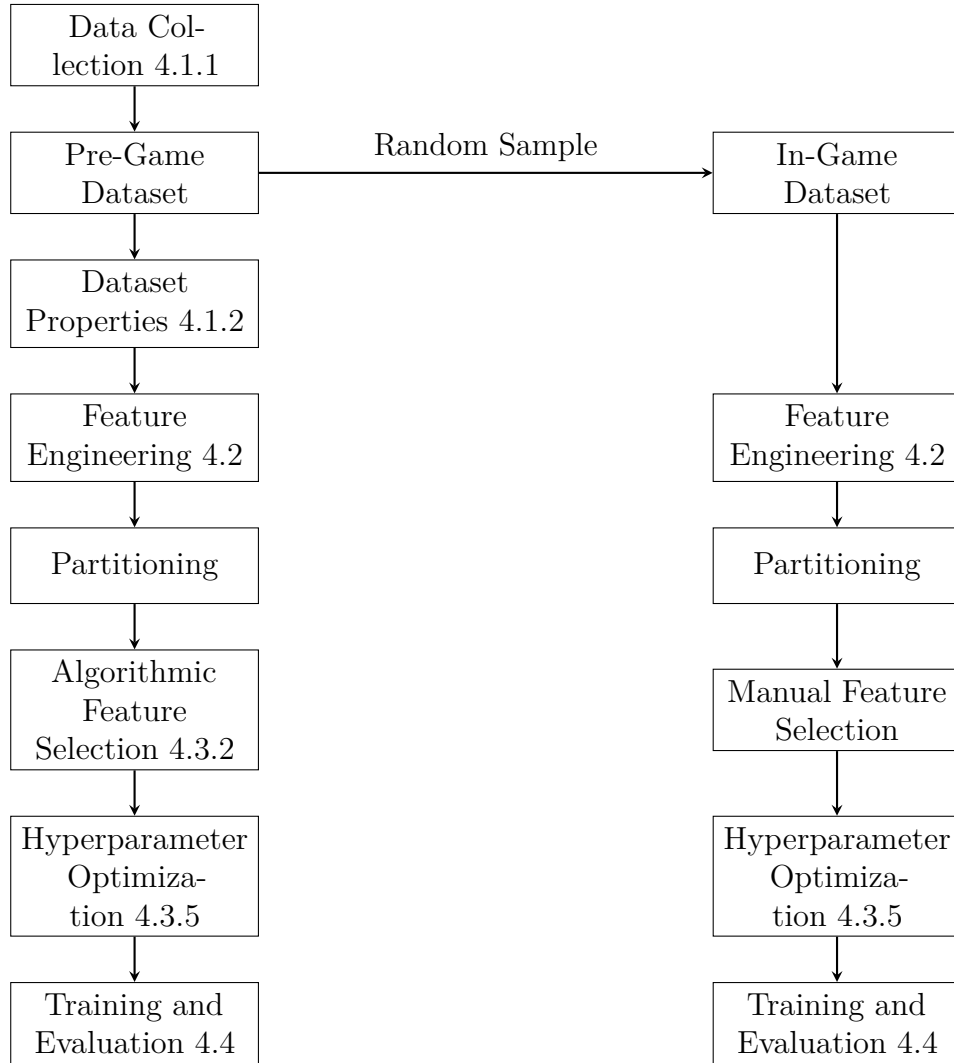 Data Col-
lection 4.1.1
Pre-Game
Dataset
Random Sample
In-Game
Dataset
Dataset
Properties 4.1.2
Feature
Engineering 4.2
Feature
Engineering 4.2
Partitioning
Partitioning
Algorithmic
Feature
Selection 4.3.2
Manual Feature
Selection
Hyperparameter
Optimiza-
tion 4.3.5
Hyperparameter
Optimiza-
tion 4.3.5
Training and
Evaluation 4.4
Training and
Evaluation 4.4